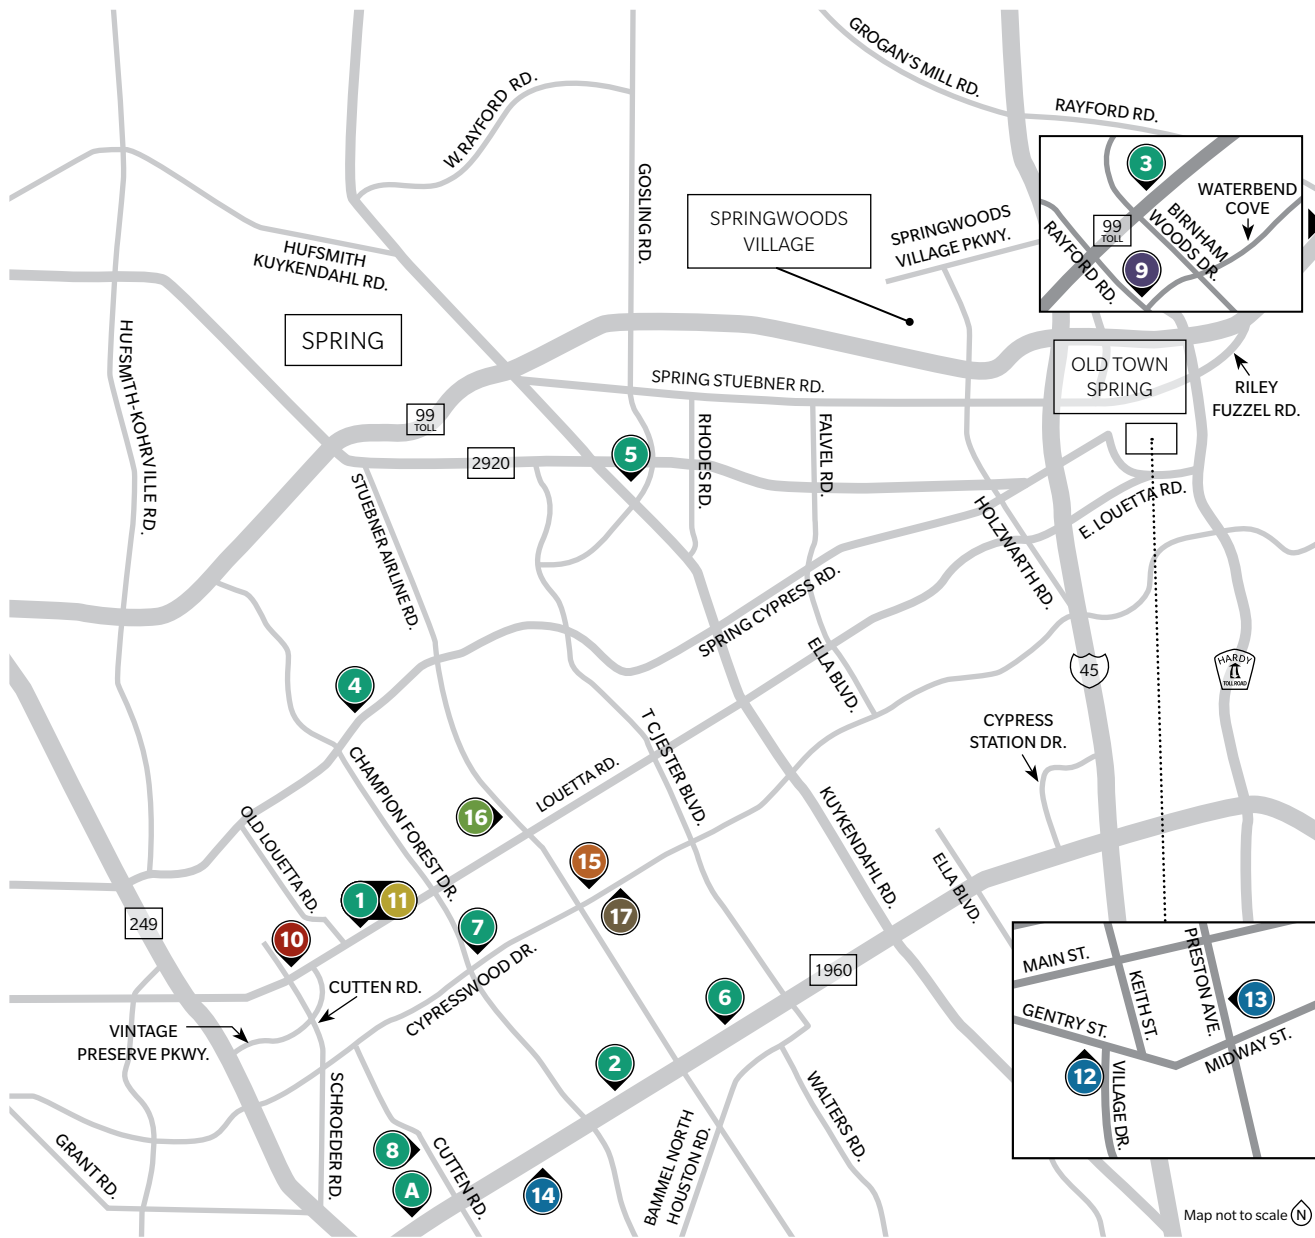 GROGAN'S MILL RD.
RAYFORD RD.
W. RAYFORD RD.
3
WATERBEND
COVE
GOSLING RD.
SPRINGWOODS
VILLAGE
SPRINGWOODS
VILLAGE PKWY.
99
TOLL
BIRNHAM
WOODS DR.
RAYFORD RD.
9
HUFSMITH
KUYKENDAHL RD.
SPRING
HUFSMITH-KOHRVILLE RD.
OLD TOWN
SPRING
SPRING STUEBNER RD.
RILEY
FUZZEL RD.
99
TOLL
RHODES RD.
FALVEL RD.
2920
5
STUEBNER AIRLINE RD.
E. LOUETTA RD.
HOLZWARTH RD.
SPRING CYPRESS RD.
ELLA BLVD.
45
HARDY
TOLL ROAD
4
T C JESTER BLVD.
CYPRESS
STATION DR.
CHAMPION FOREST DR.
LOUETTA RD.
16
KUYKENDAHL RD.
OLD LOUETTA RD.
15
ELLA BLVD.
1
11
17
249
10
7
CYPRESSWOOD DR.
1960
CUTTEN RD.
6
VINTAGE
PRESERVE PKWY.
MAIN ST.
KEITH ST.
PRESTON AVE.
13
GENTRY ST.
MIDWAY ST.
12
VILLAGE DR.
2
SCHROEDER RD.
WALTERS RD.
GRANT RD.
8
CUTTEN RD.
BAMMEL NORTH
HOUSTON RD.
A
14
Map not to scale
N